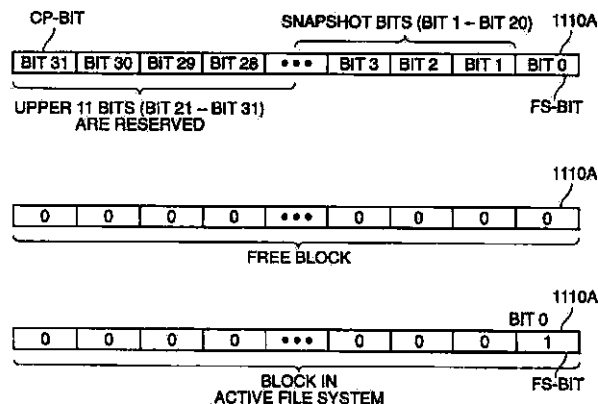 CP-BIT
SNAPSHOT BITS (BIT 1 – BIT 20)
1110A
BIT 31 BIT 30 BIT 29 BIT 28 ••• BIT 3 BIT 2 BIT 1 BIT 0
UPPER 11 BITS (BIT 21 – BIT 31)
ARE RESERVED
FS-BIT
1110A
0 0 0 0 ••• 0 0 0 0
FREE BLOCK
1110A
BIT 0
0 0 0 0 ••• 0 0 0 1
BLOCK IN
ACTIVE FILE SYSTEM
FS-BIT